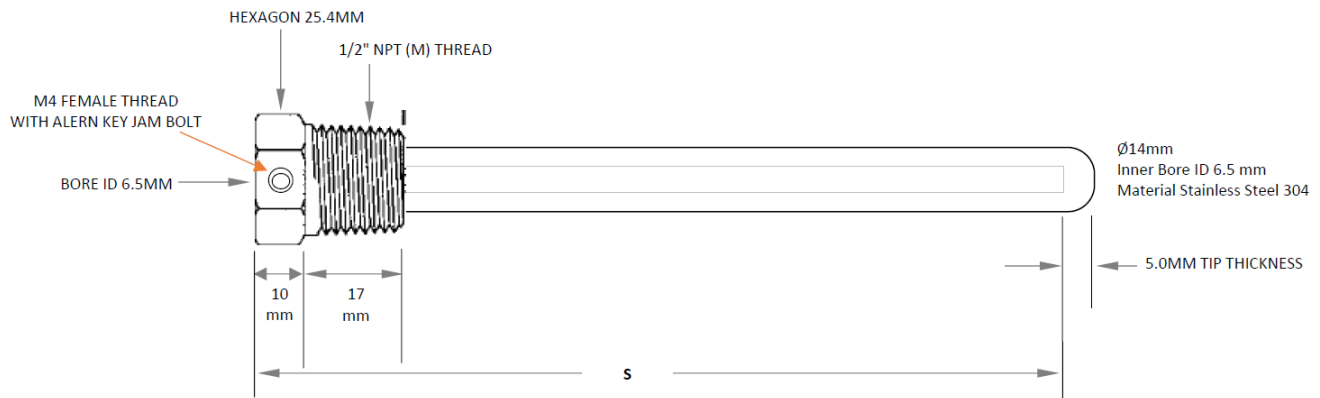 HEXAGON 25.4MM
1/2" NPT (M) THREAD
M4 FEMALE THREAD
WITH ALERN KEY JAM BOLT
BORE ID 6.5MM
Ø14mm
Inner Bore ID 6.5 mm
Material Stainless Steel 304
5.0MM TIP THICKNESS
10
mm
17
mm
S